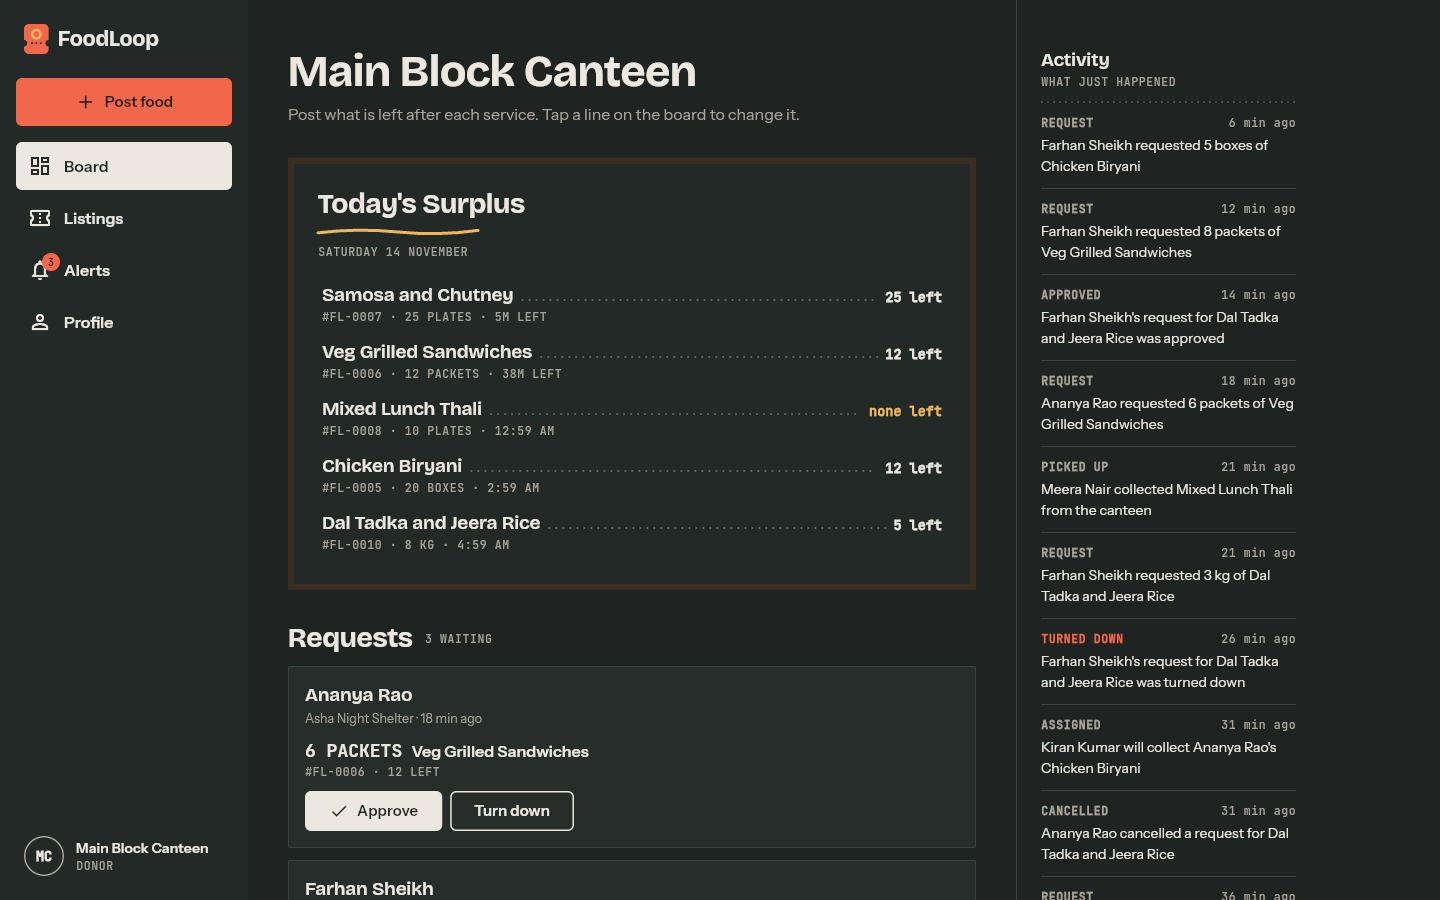 FoodLoop
Post food
Board
Listings
3
Alerts
Profile
MC
Main Block Canteen
DONOR
Main Block Canteen
Post what is left after each service. Tap a line on the board to change it.
Today's Surplus
SATURDAY 14 NOVEMBER
Samosa and Chutney 25 left
#FL-0007 · 25 PLATES · 5M LEFT
Veg Grilled Sandwiches 12 left
#FL-0006 · 12 PACKETS · 38M LEFT
Mixed Lunch Thali none left
#FL-0008 · 10 PLATES · 12:59 AM
Chicken Biryani 12 left
#FL-0005 · 20 BOXES · 2:59 AM
Dal Tadka and Jeera Rice 5 left
#FL-0010 · 8 KG · 4:59 AM
Requests 3 WAITING
Ananya Rao
Asha Night Shelter · 18 min ago
6 PACKETS Veg Grilled Sandwiches
#FL-0006 · 12 LEFT
Approve Turn down
Farhan Sheikh
Activity
WHAT JUST HAPPENED
REQUEST 6 min ago
Farhan Sheikh requested 5 boxes of
Chicken Biryani
REQUEST 12 min ago
Farhan Sheikh requested 8 packets of
Veg Grilled Sandwiches
APPROVED 14 min ago
Farhan Sheikh's request for Dal Tadka
and Jeera Rice was approved
REQUEST 18 min ago
Ananya Rao requested 6 packets of Veg
Grilled Sandwiches
PICKED UP 21 min ago
Meera Nair collected Mixed Lunch Thali
from the canteen
REQUEST 21 min ago
Farhan Sheikh requested 3 kg of Dal
Tadka and Jeera Rice
TURNED DOWN 26 min ago
Farhan Sheikh's request for Dal Tadka
and Jeera Rice was turned down
ASSIGNED 31 min ago
Kiran Kumar will collect Ananya Rao's
Chicken Biryani
CANCELLED 31 min ago
Ananya Rao cancelled a request for Dal
Tadka and Jeera Rice
REQUEST 36 min ago